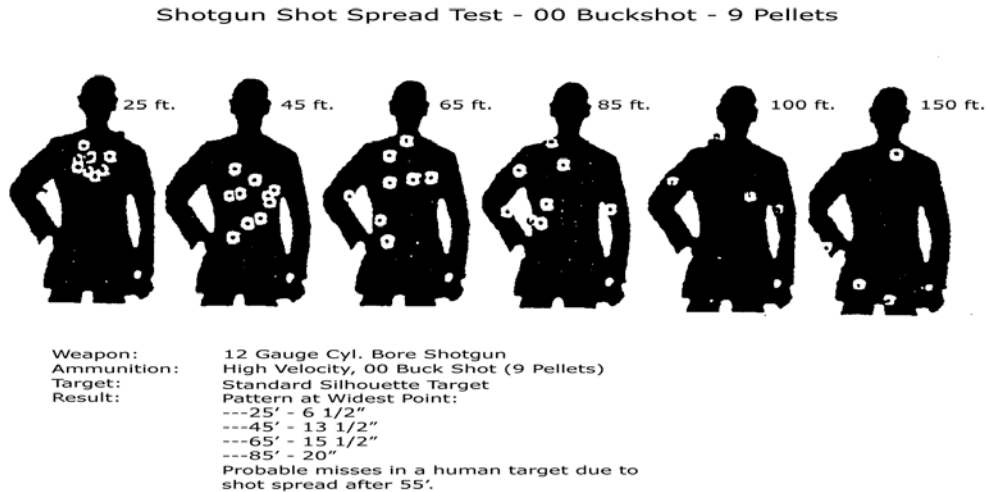 Shotgun Shot Spread Test - 00 Buckshot - 9 Pellets
25 ft.
45 ft.
65 ft.
85 ft.
100 ft.
150 ft.
Weapon: 12 Gauge Cyl. Bore Shotgun
Ammunition: High Velocity, 00 Buck Shot (9 Pellets)
Target: Standard Silhouette Target
Result: Pattern at Widest Point:
---25' - 6 1/2"
---45' - 13 1/2"
---65' - 15 1/2"
---85' - 20"
Probable misses in a human target due to
shot spread after 55'.